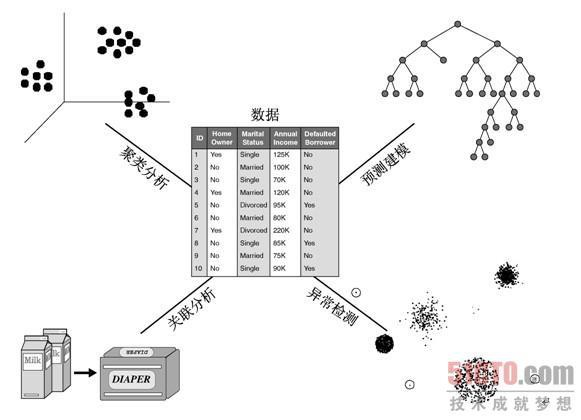 数据
ID Home Owner Marital Status Annual Income Defaulted Borrower
1 Yes Single 125K No
2 No Married 100K No
3 No Single 70K No
4 Yes Married 120K No
5 No Divorced 95K Yes
6 No Married 80K No
7 Yes Divorced 220K No
8 No Single 85K Yes
9 No Married 75K No
10 No Single 90K Yes
聚类分析
预测建模
关联分析
异常检测
Milk
Milk
DIAPER
DIAPER
51CTO.com
技术成就梦想